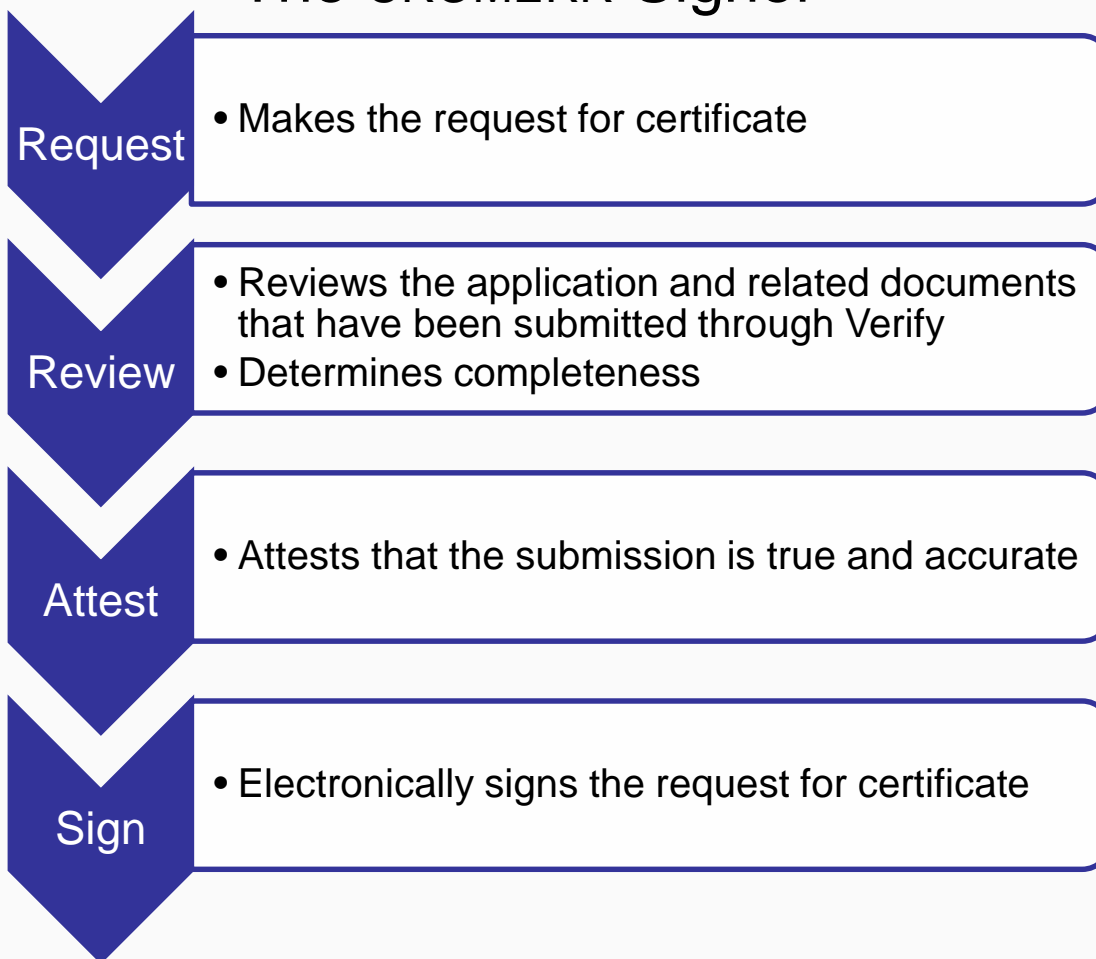 Request
• Makes the request for certificate
Review
• Reviews the application and related documents
that have been submitted through Verify
• Determines completeness
Attest
• Attests that the submission is true and accurate
Sign
• Electronically signs the request for certificate